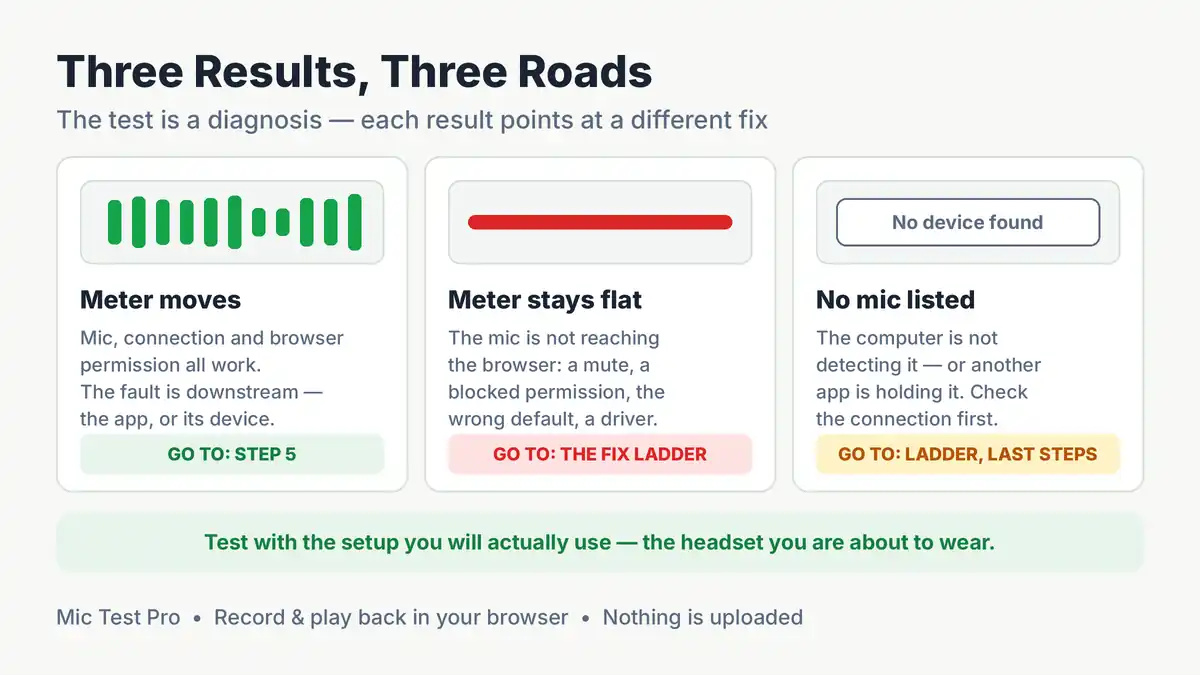 Three Results, Three Roads
The test is a diagnosis — each result points at a different fix
Meter moves
Mic, connection and browser
permission all work.
The fault is downstream —
the app, or its device.
GO TO: STEP 5
Meter stays flat
The mic is not reaching
the browser: a mute, a
blocked permission, the
wrong default, a driver.
GO TO: THE FIX LADDER
No device found
No mic listed
The computer is not
detecting it — or another
app is holding it. Check
the connection first.
GO TO: LADDER, LAST STEPS
Test with the setup you will actually use — the headset you are about to wear.
Mic Test Pro • Record & play back in your browser • Nothing is uploaded